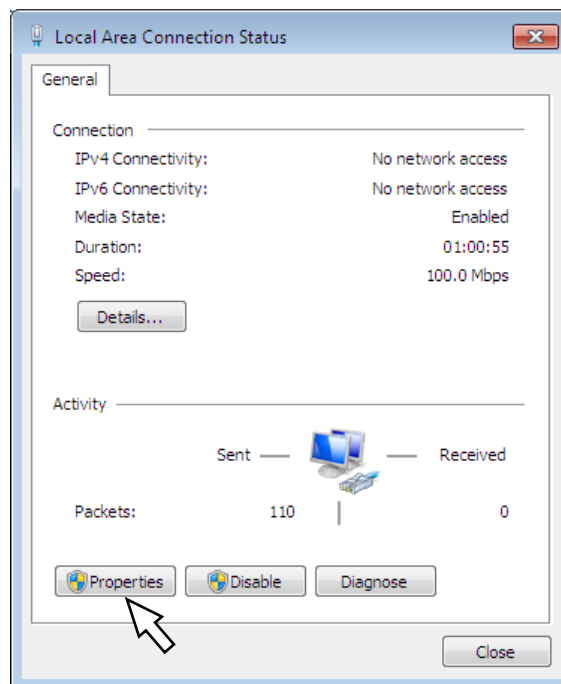 Local Area Connection Status
General
Connection
IPv4 Connectivity: No network access
IPv6 Connectivity: No network access
Media State: Enabled
Duration: 01:00:55
Speed: 100.0 Mbps
Details...
Activity
Sent Received
Packets: 110 0
Properties Disable Diagnose
Close